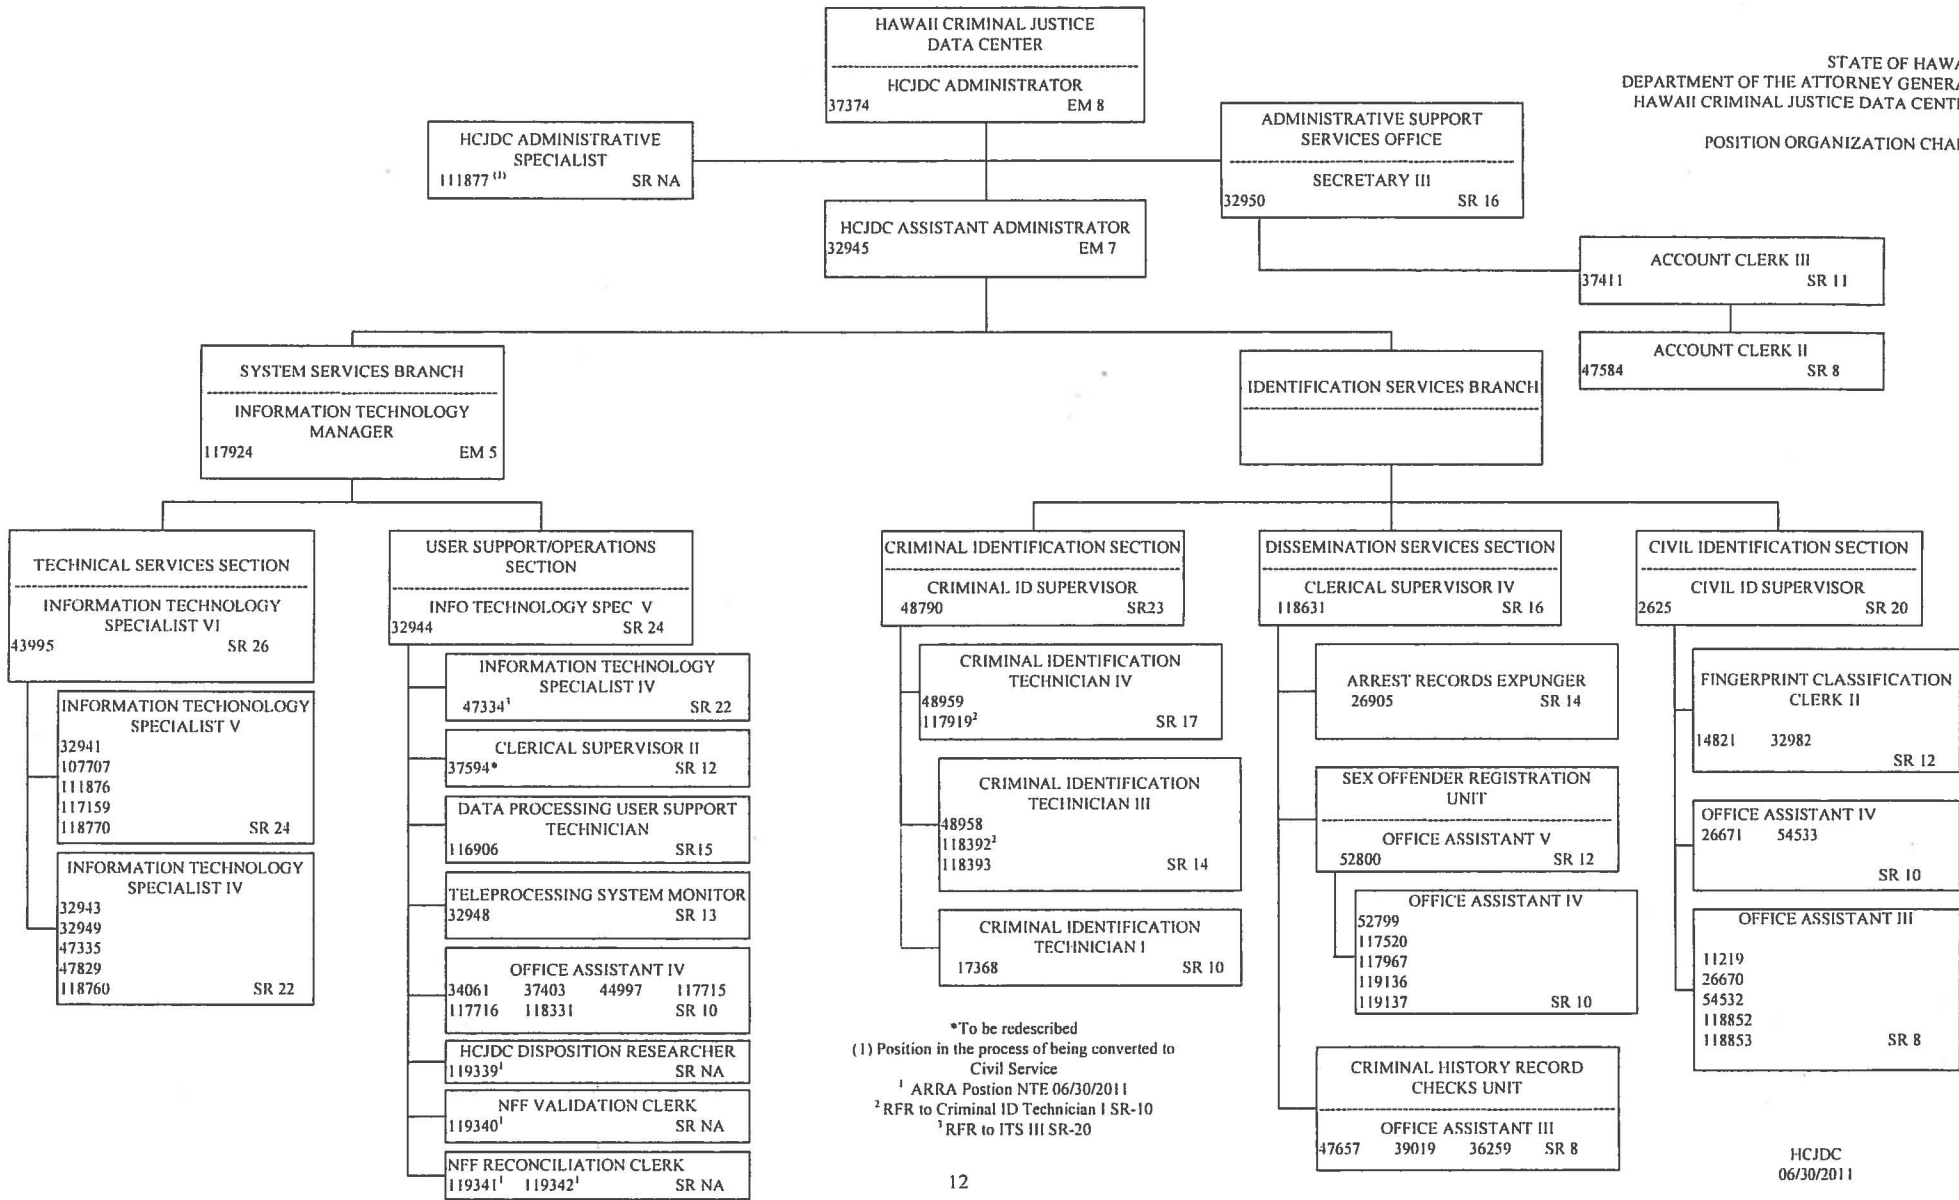 HAWAII CRIMINAL JUSTICE
DATA CENTER
HCJDC ADMINISTRATOR
37374 EM 8
STATE OF HAWA
DEPARTMENT OF THE ATTORNEY GENERA
HAWAII CRIMINAL JUSTICE DATA CENT
POSITION ORGANIZATION CHA
HCJDC ADMINISTRATIVE
SPECIALIST
111877 (1) SR NA
ADMINISTRATIVE SUPPORT
SERVICES OFFICE
SECRETARY III
32950 SR 16
HCJDC ASSISTANT ADMINISTRATOR
32945 EM 7
ACCOUNT CLERK III
37411 SR 11
ACCOUNT CLERK II
47584 SR 8
SYSTEM SERVICES BRANCH
INFORMATION TECHNOLOGY
MANAGER
117924 EM 5
IDENTIFICATION SERVICES BRANCH
TECHNICAL SERVICES SECTION
INFORMATION TECHNOLOGY
SPECIALIST VI
43995 SR 26
INFORMATION TECHONOLOGY
SPECIALIST V
32941
107707
111876
117159
118770 SR 24
INFORMATION TECHNOLOGY
SPECIALIST IV
32943
32949
47335
47829
118760 SR 22
USER SUPPORT/OPERATIONS
SECTION
INFO TECHNOLOGY SPEC V
32944 SR 24
INFORMATION TECHNOLOGY
SPECIALIST IV
47334³ SR 22
CLERICAL SUPERVISOR II
37594* SR 12
DATA PROCESSING USER SUPPORT
TECHNICIAN
116906 SR15
TELEPROCESSING SYSTEM MONITOR
32948 SR 13
OFFICE ASSISTANT IV
34061 37403 44997 117715
117716 118331 SR 10
HCJDC DISPOSITION RESEARCHER
119339¹ SR NA
NFF VALIDATION CLERK
119340¹ SR NA
NFF RECONCILIATION CLERK
119341¹ 119342¹ SR NA
CRIMINAL IDENTIFICATION SECTION
CRIMINAL ID SUPERVISOR
48790 SR23
CRIMINAL IDENTIFICATION
TECHNICIAN IV
48959
117919² SR 17
CRIMINAL IDENTIFICATION
TECHNICIAN III
48958
118392²
118393 SR 14
CRIMINAL IDENTIFICATION
TECHNICIAN I
17368 SR 10
DISSEMINATION SERVICES SECTION
CLERICAL SUPERVISOR IV
118631 SR 16
ARREST RECORDS EXPUNGER
26905 SR 14
SEX OFFENDER REGISTRATION
UNIT
OFFICE ASSISTANT V
52800 SR 12
OFFICE ASSISTANT IV
52799
117520
117967
119136
119137 SR 10
CRIMINAL HISTORY RECORD
CHECKS UNIT
OFFICE ASSISTANT III
47657 39019 36259 SR 8
CIVIL IDENTIFICATION SECTION
CIVIL ID SUPERVISOR
2625 SR 20
FINGERPRINT CLASSIFICATION
CLERK II
14821 32982
SR 12
OFFICE ASSISTANT IV
26671 54533
SR 10
OFFICE ASSISTANT III
11219
26670
54532
118852
118853 SR 8
*To be redescribed
(1) Position in the process of being converted to
Civil Service
¹ ARRA Postion NTE 06/30/2011
² RFR to Criminal ID Technician I SR-10
³ RFR to ITS III SR-20
12
HCJDC
06/30/2011